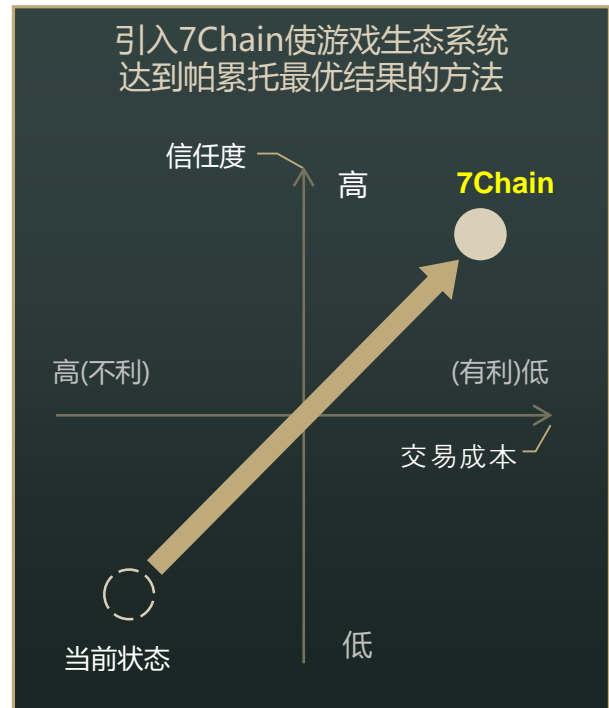 引入7Chain使游戏生态系统
达到帕累托最优结果的方法
信任度
高
7Chain
高(不利)
(有利)低
交易成本
低
当前状态